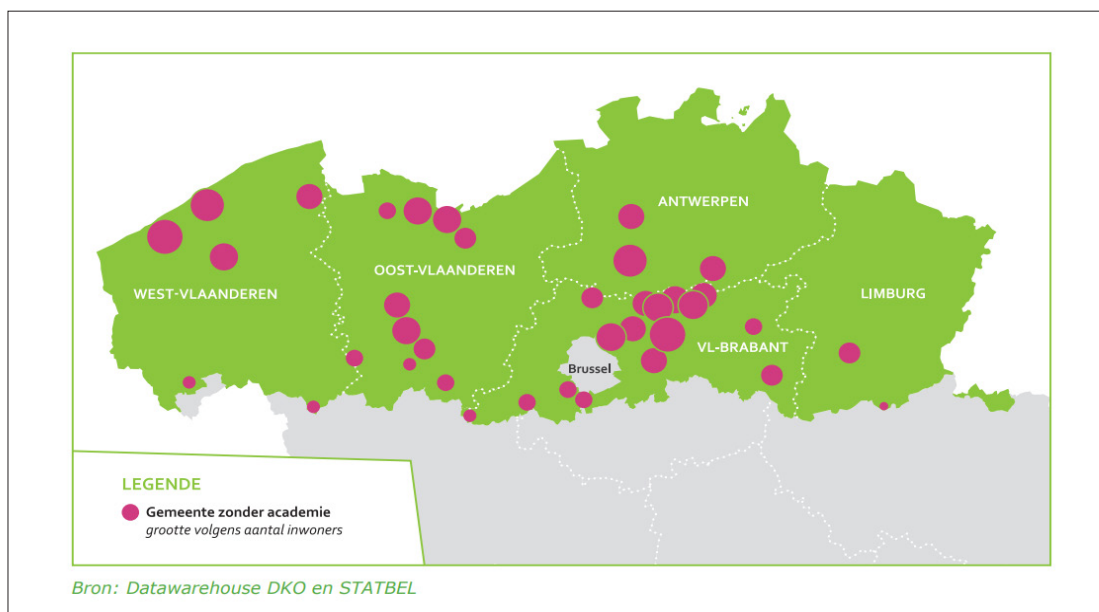 ANTWERPEN
OOST-VLAANDEREN
WEST-VLAANDEREN
LIMBURG
VL-BRABANT
Brussel
LEGENDE
Gemeente zonder academie
grootte volgens aantal inwoners
Bron: Datawarehouse DKO en STATBEL